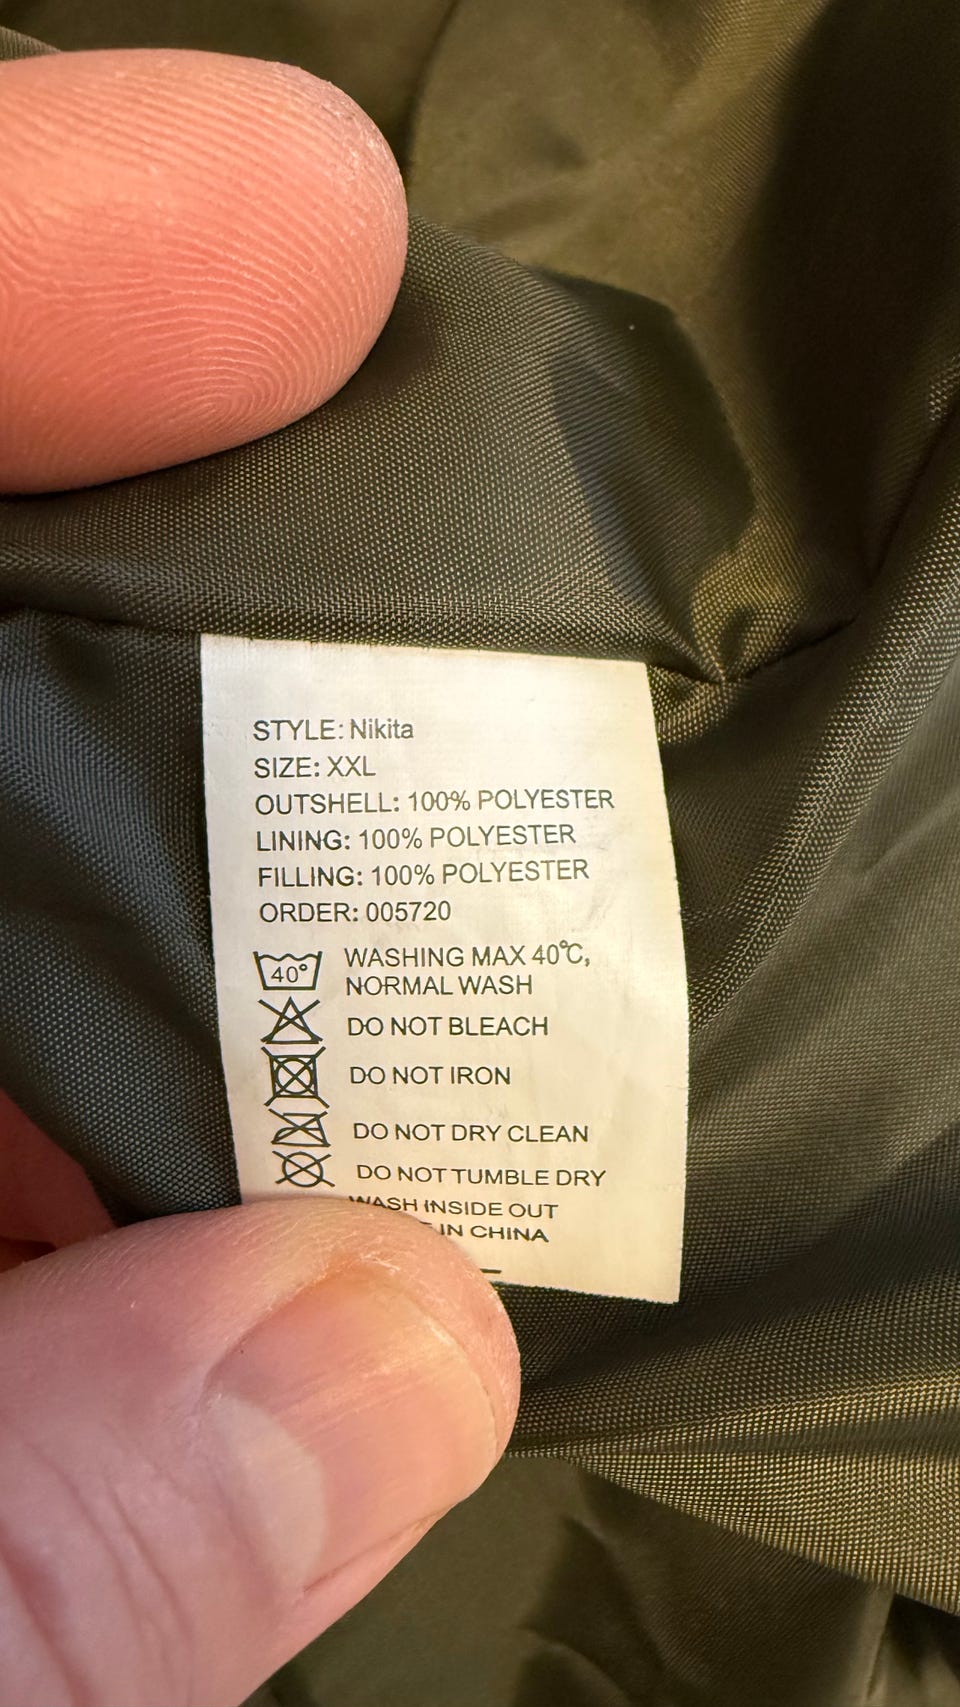 STYLE: Nikita
SIZE: XXL
OUTSHELL: 100% POLYESTER
LINING: 100% POLYESTER
FILLING: 100% POLYESTER
ORDER: 005720
40° WASHING MAX 40℃,
NORMAL WASH
DO NOT BLEACH
DO NOT IRON
DO NOT DRY CLEAN
DO NOT TUMBLE DRY
WASH INSIDE OUT
IN CHINA